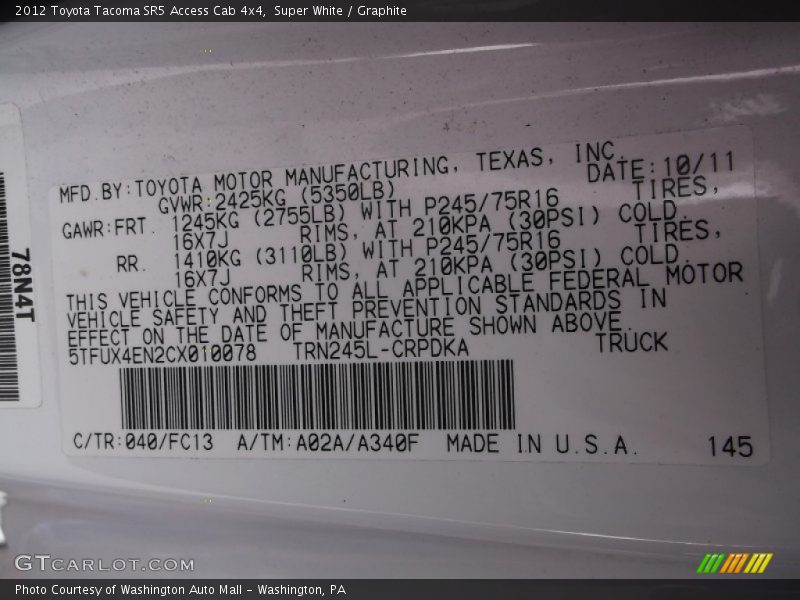 2012 Toyota Tacoma SR5 Access Cab 4x4, Super White / Graphite
MFD.BY:TOYOTA MOTOR MANUFACTURING, TEXAS, INC.
DATE:10/11
GVWR:2425KG (5350LB)
GAWR:FRT. 1245KG (2755LB) WITH P245/75R16 TIRES,
16X7J RIMS, AT 210KPA (30PSI) COLD.
RR. 1410KG (3110LB) WITH P245/75R16 TIRES,
16X7J RIMS, AT 210KPA (30PSI) COLD.
THIS VEHICLE CONFORMS TO ALL APPLICABLE FEDERAL MOTOR
VEHICLE SAFETY AND THEFT PREVENTION STANDARDS IN
EFFECT ON THE DATE OF MANUFACTURE SHOWN ABOVE.
5TFUX4EN2CX010078 TRN245L-CRPDKA TRUCK
C/TR:040/FC13 A/TM:A02A/A340F MADE IN U.S.A. 145
78N4T
GTCARLOT.COM
Photo Courtesy of Washington Auto Mall - Washington, PA